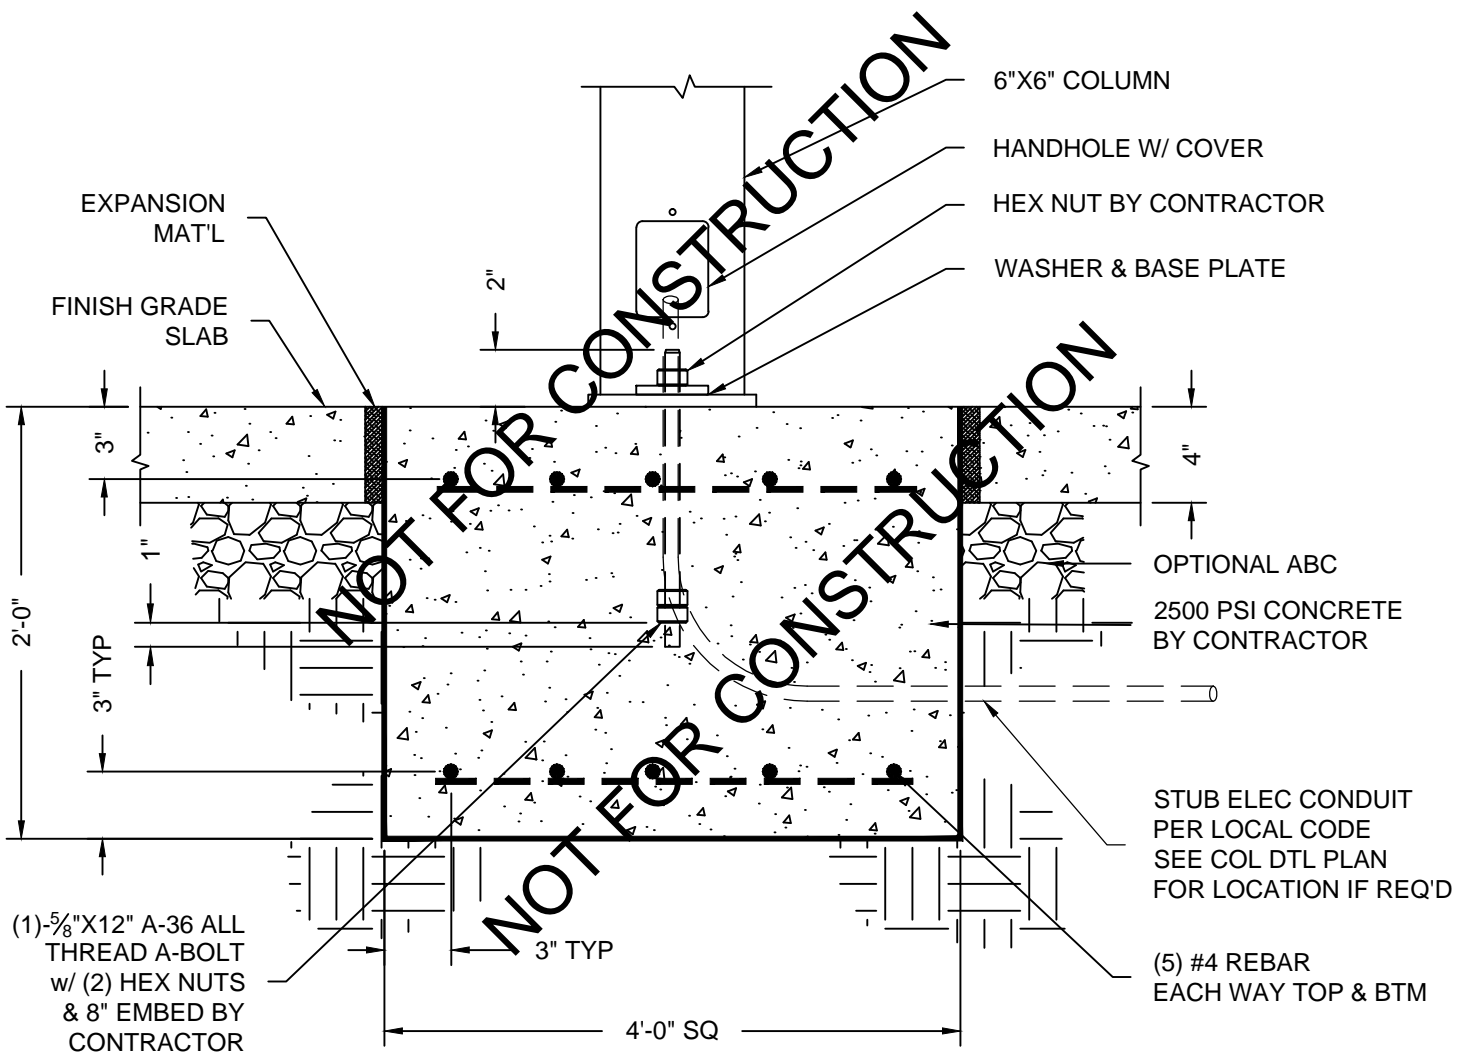 6"X6" COLUMN
HANDHOLE W/ COVER
HEX NUT BY CONTRACTOR
WASHER & BASE PLATE
EXPANSION
MAT'L
FINISH GRADE
SLAB
2"
3"
4"
1"
2'-0"
3" TYP
OPTIONAL ABC
2500 PSI CONCRETE
BY CONTRACTOR
STUB ELEC CONDUIT
PER LOCAL CODE
SEE COL DTL PLAN
FOR LOCATION IF REQ'D
(1)-⅝"X12" A-36 ALL
THREAD A-BOLT
w/ (2) HEX NUTS
& 8" EMBED BY
CONTRACTOR
3" TYP
(5) #4 REBAR
EACH WAY TOP & BTM
4'-0" SQ
NOT FOR CONSTRUCTION
NOT FOR CONSTRUCTION